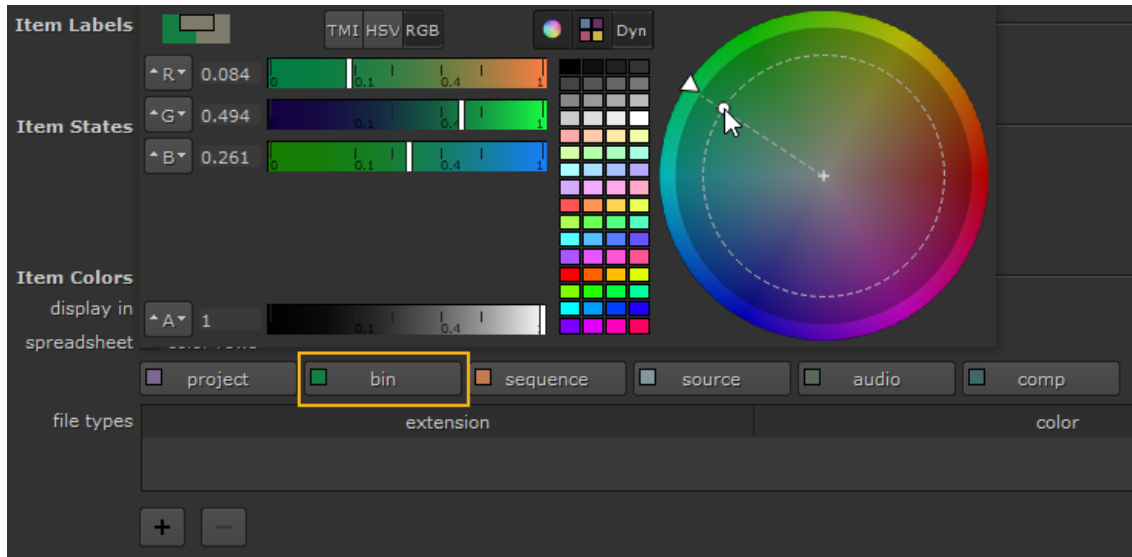 Item Labels
TMI HSV RGB Dyn
R 0.084 0 0.1 0.4 1
G 0.494 0.1 0.4 1
Item States
B 0.261 0 0.1 0.4 1
Item Colors
display in
A 1 0.1 0.4
spreadsheet
project bin sequence source audio comp
file types extension color
+ −